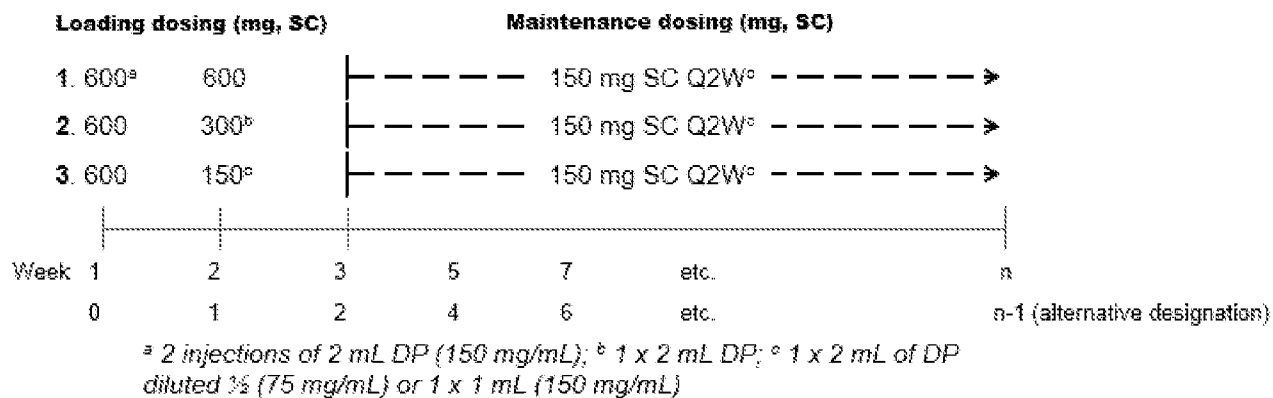 Loading dosing (mg, SC) Maintenance dosing (mg, SC)
1. 600ᵃ 600 150 mg SC Q2Wᶜ
2. 600 300ᵇ 150 mg SC Q2Wᶜ
3. 600 150ᶜ 150 mg SC Q2Wᶜ
Week 1 2 3 5 7 etc. n
0 1 2 4 6 etc. n-1 (alternative designation)
ᵃ 2 injections of 2 mL DP (150 mg/mL); ᵇ 1 x 2 mL DP; ᶜ 1 x 2 mL of DP
diluted ½ (75 mg/mL) or 1 x 1 mL (150 mg/mL)